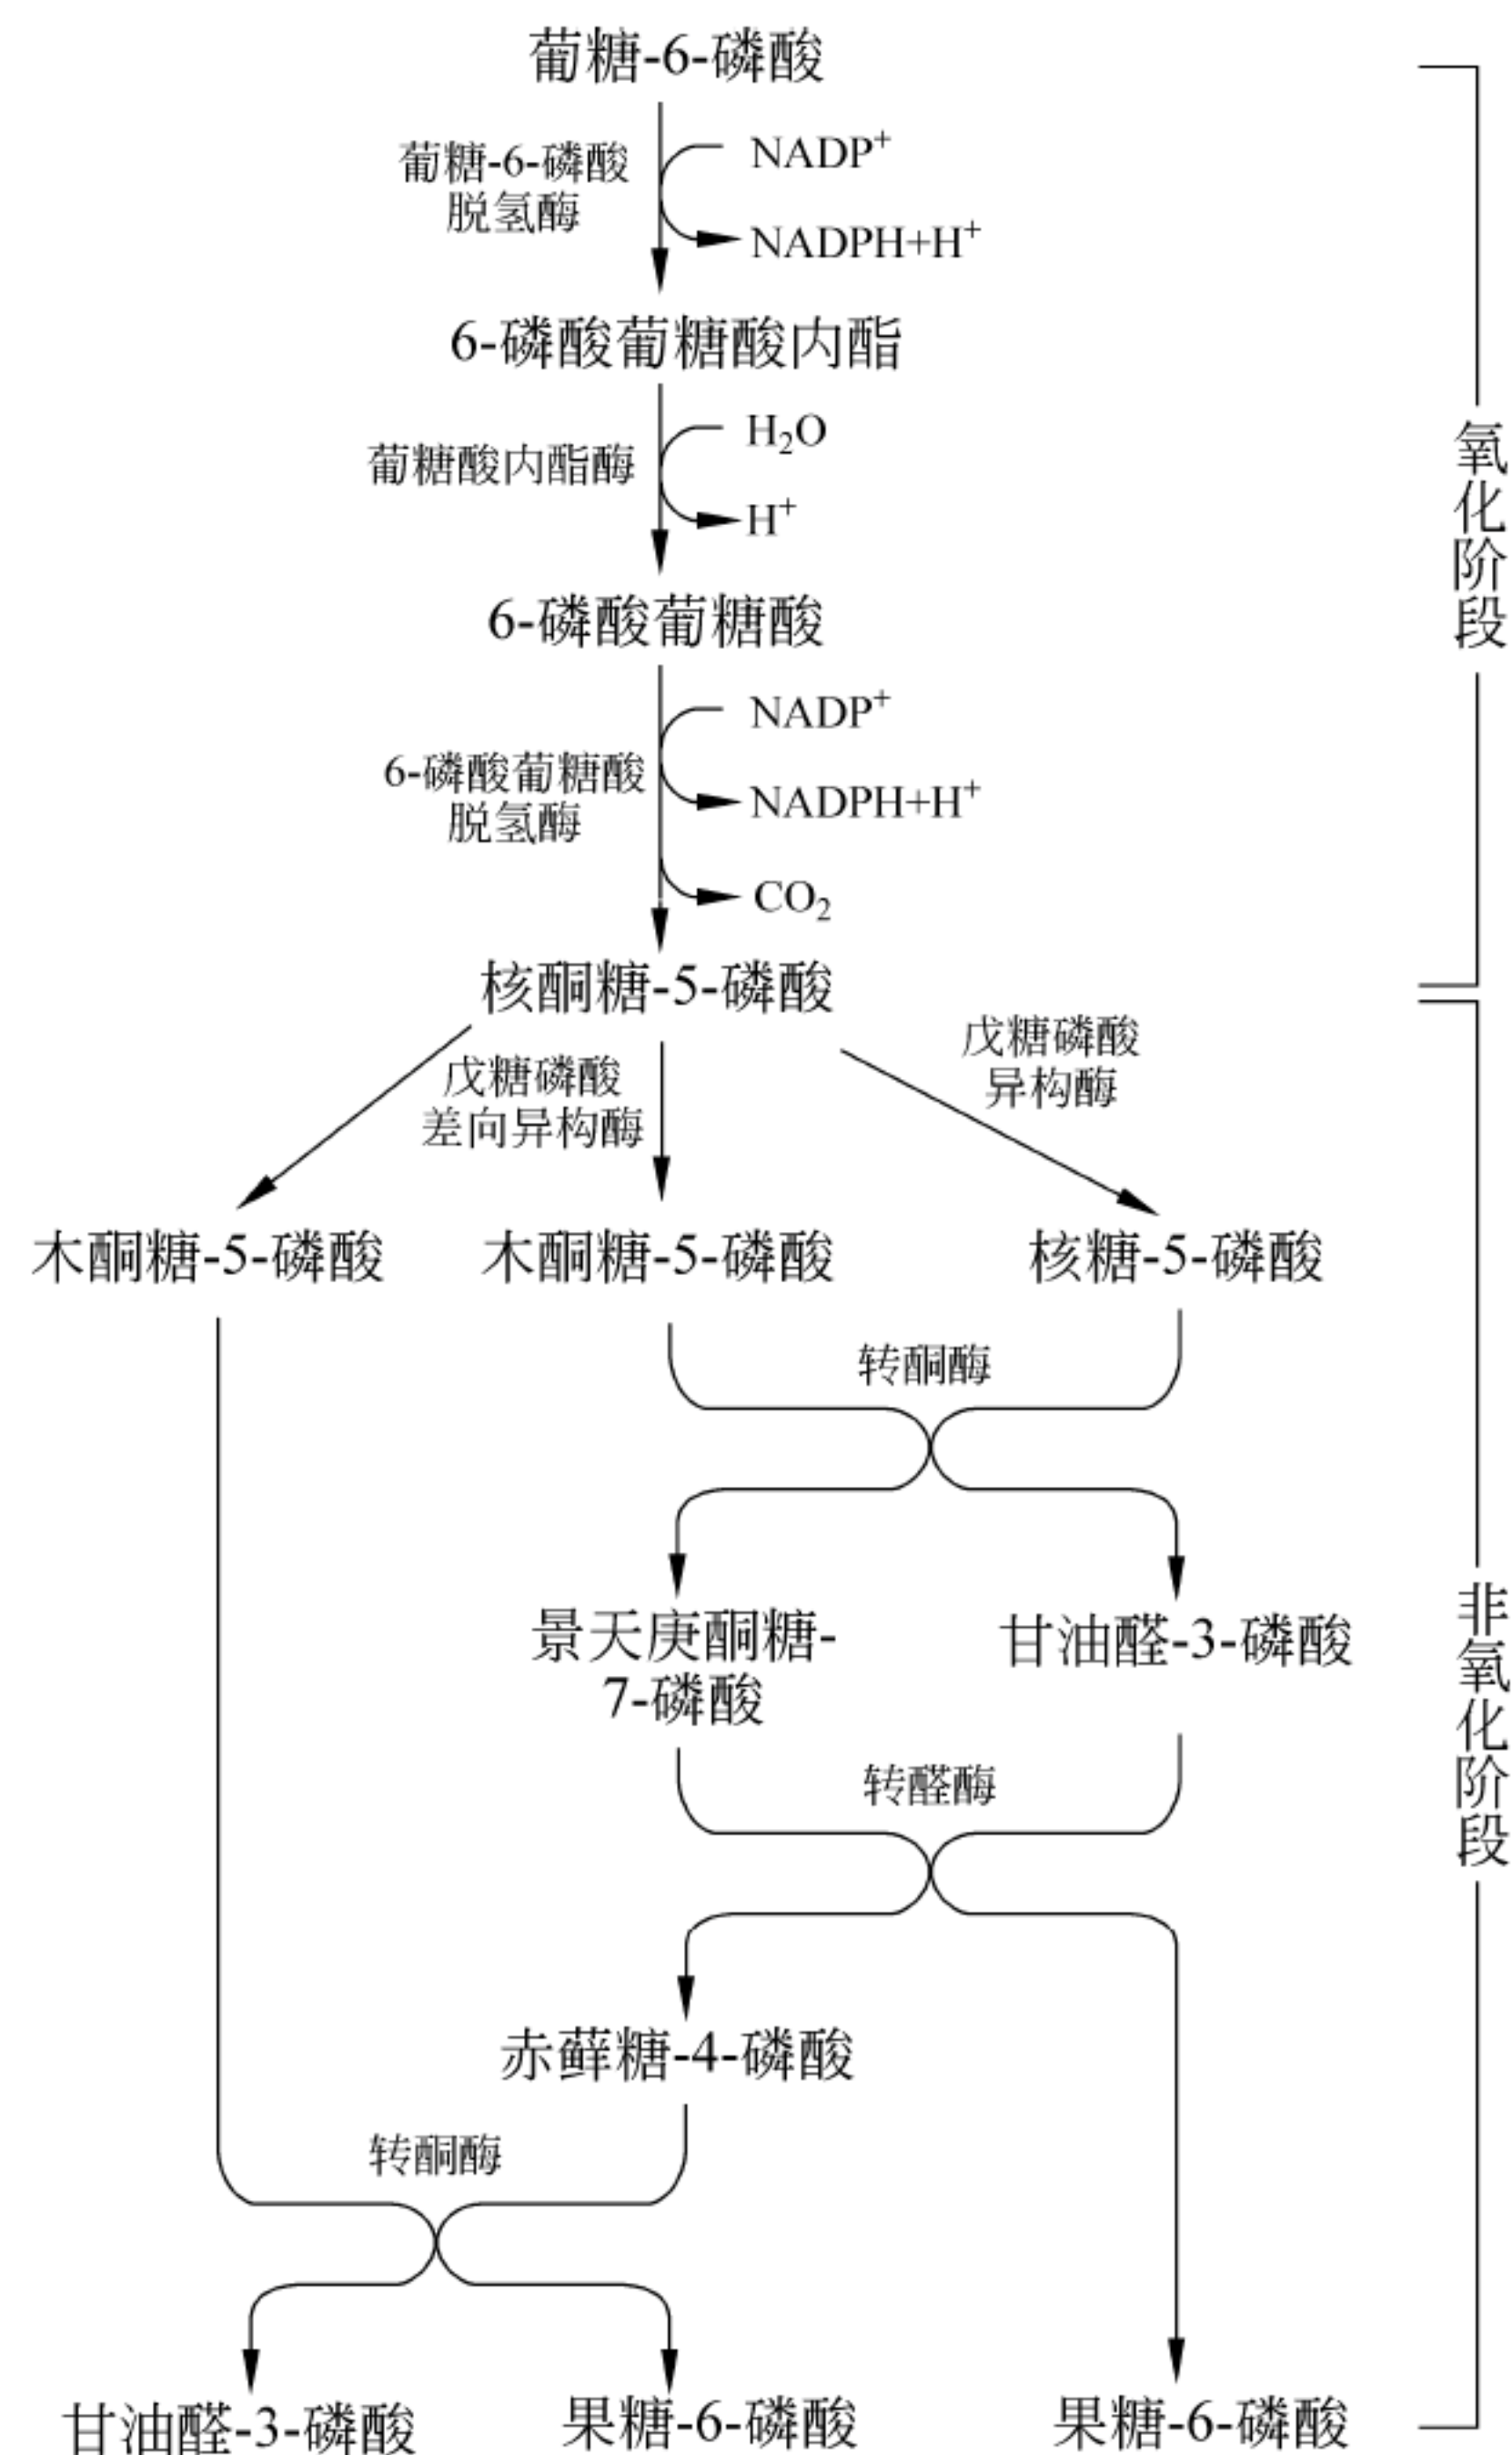 葡糖-6-磷酸
葡糖-6-磷酸
脱氢酶
NADP⁺
NADPH+H⁺
6-磷酸葡糖酸内酯
葡糖酸内酯酶
H₂O
H⁺
6-磷酸葡糖酸
6-磷酸葡糖酸
脱氢酶
NADP⁺
NADPH+H⁺
CO₂
氧化阶段
核酮糖-5-磷酸
戊糖磷酸
差向异构酶
戊糖磷酸
异构酶
木酮糖-5-磷酸
木酮糖-5-磷酸
核糖-5-磷酸
转酮酶
景天庚酮糖-
7-磷酸
甘油醛-3-磷酸
转醛酶
非氧化阶段
赤藓糖-4-磷酸
转酮酶
甘油醛-3-磷酸
果糖-6-磷酸
果糖-6-磷酸